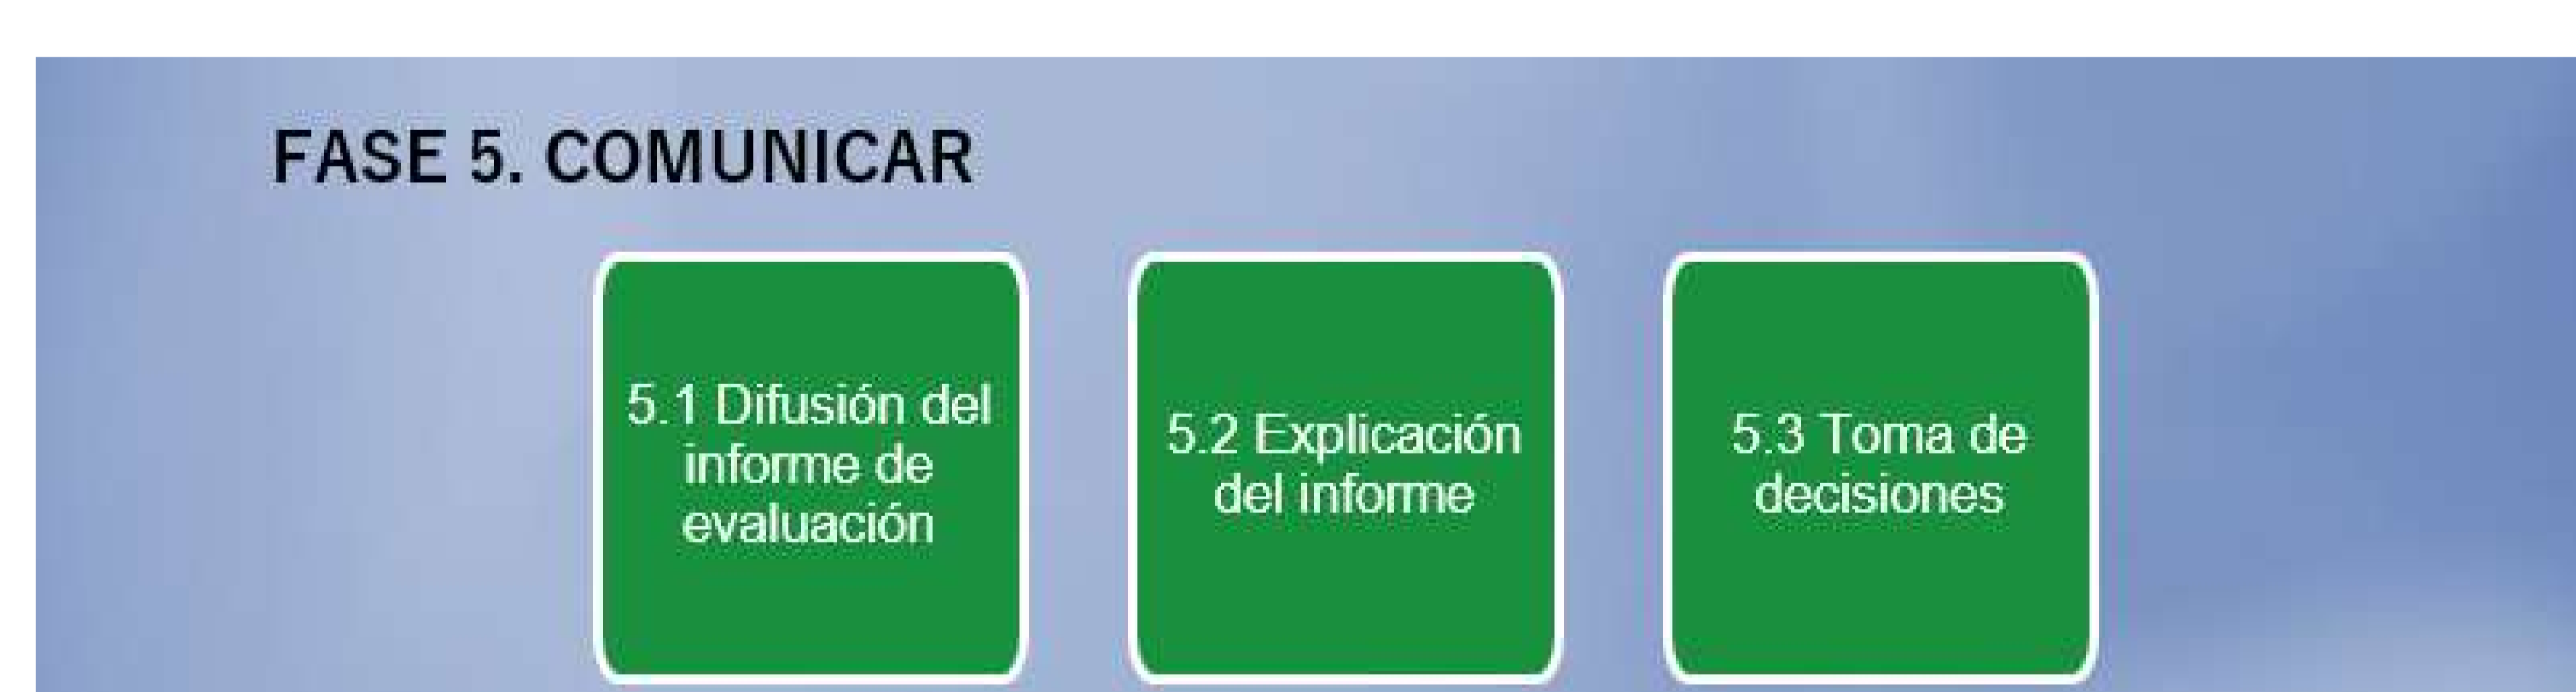 FASE 5. COMUNICAR
5.1 Difusión del
informe de
evaluación
5.2 Explicación
del informe
5.3 Toma de
decisiones